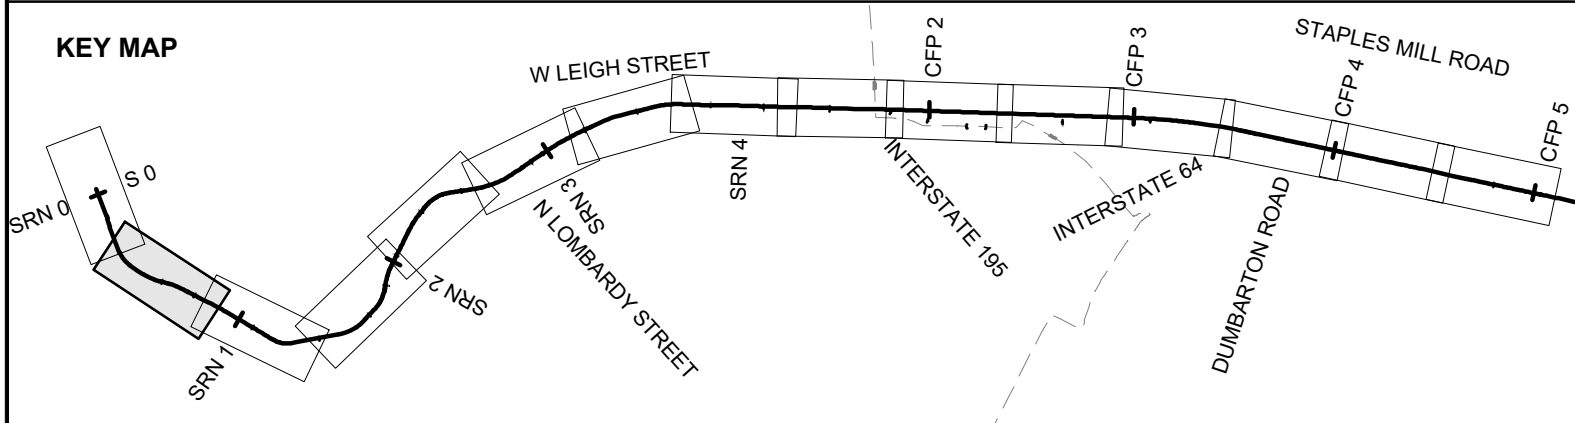 KEY MAP
S 0
SRN 0
SRN 1
SRN 2
SRN 3
N LOMBARDY STREET
W LEIGH STREET
SRN 4
CFP 2
INTERSTATE 195
CFP 3
INTERSTATE 64
DUMBARTON ROAD
STAPLES MILL ROAD
CFP 4
CFP 5